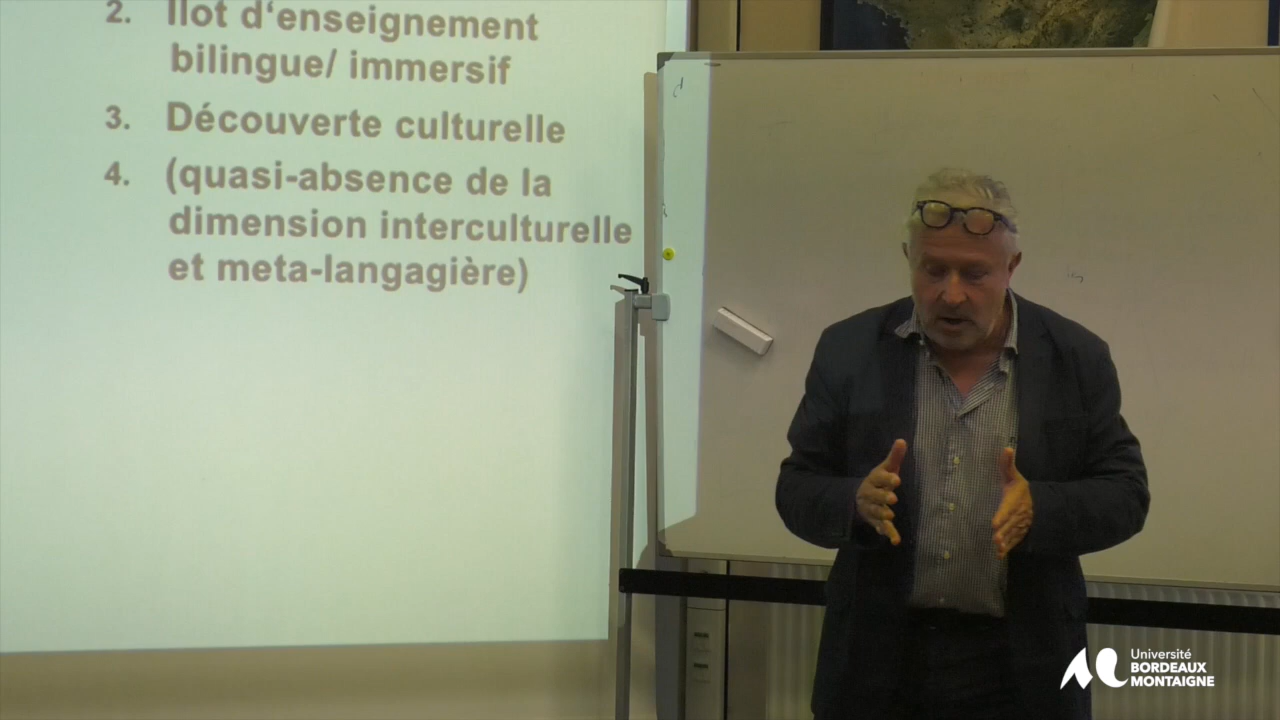 2. Ilot d'enseignement
bilingue/ immersif
3. Découverte culturelle
4. (quasi-absence de la
dimension interculturelle
et meta-langagière)
Université
BORDEAUX
MONTAIGNE